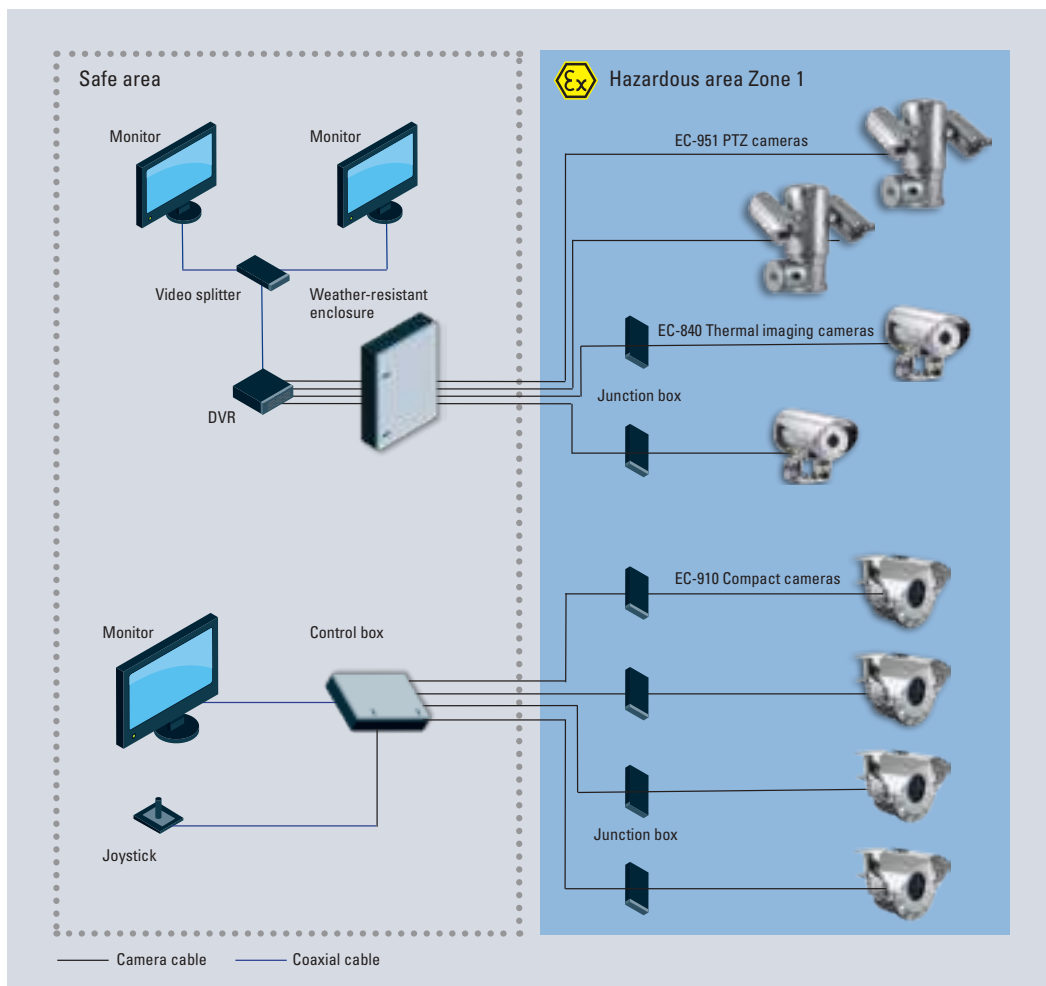 Safe area
Ex
Hazardous area Zone 1
Monitor
Monitor
EC-951 PTZ cameras
Video splitter
Weather-resistant
enclosure
EC-840 Thermal imaging cameras
Junction box
DVR
EC-910 Compact cameras
Monitor
Control box
Junction box
Joystick
Camera cable
Coaxial cable